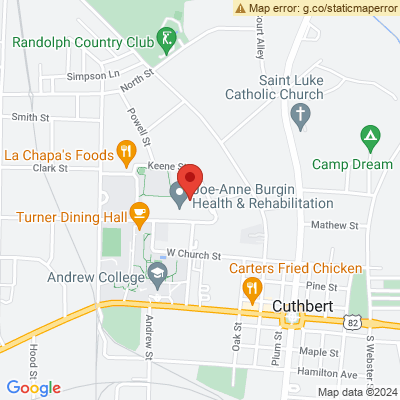 Map error: g.co/staticmaperror
Court Alley
Randolph Country Club
Simpson Ln
North St
Saint Luke
Catholic Church
Smith St
Powell St
La Chapa's Foods
Clark St
Keene St
Camp Dream
Joe-Anne Burgin
Health & Rehabilitation
Turner Dining Hall
Mathew St
W Church St
Andrew College
Carters Fried Chicken
Pine St
Cuthbert
82
Andrew St
Hood St
Oak St
Plum St
S Webster
Maple St
Hamilton Ave
Google
Map data ©2024